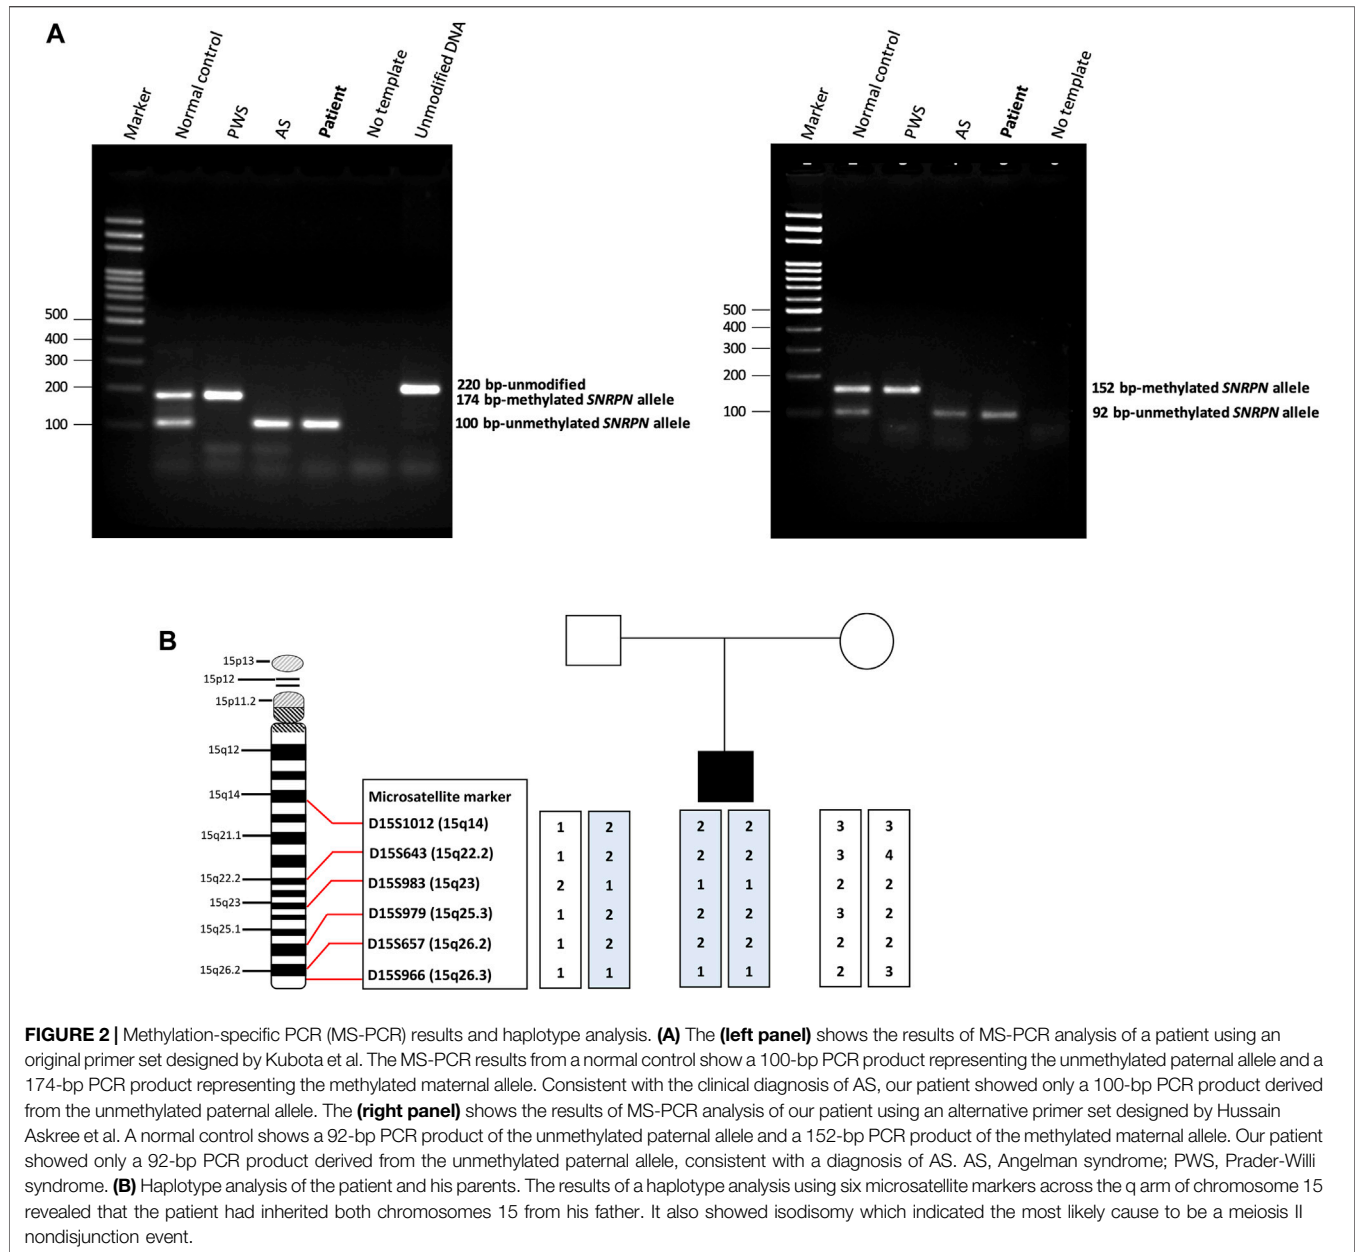 A
Marker
Normal control
PWS
AS
Patient
No template
Unmodified DNA
500
400
300
200
100
220 bp-unmodified
174 bp-methylated SNRPN allele
100 bp-unmethylated SNRPN allele
Marker
Normal control
PWS
AS
Patient
No template
500
400
300
200
100
152 bp-methylated SNRPN allele
92 bp-unmethylated SNRPN allele
B
15p13
15p12
15p11.2
15q12
15q14
15q21.1
15q22.2
15q23
15q25.1
15q26.2
Microsatellite marker
D15S1012 (15q14) 1 2 2 2 3 3
D15S643 (15q22.2) 1 2 2 2 3 4
D15S983 (15q23) 2 1 1 1 2 2
D15S979 (15q25.3) 1 2 2 2 3 2
D15S657 (15q26.2) 1 2 2 2 2 2
D15S966 (15q26.3) 1 1 1 1 2 3
FIGURE 2 | Methylation-specific PCR (MS-PCR) results and haplotype analysis. (A) The (left panel) shows the results of MS-PCR analysis of a patient using an
original primer set designed by Kubota et al. The MS-PCR results from a normal control show a 100-bp PCR product representing the unmethylated paternal allele and a
174-bp PCR product representing the methylated maternal allele. Consistent with the clinical diagnosis of AS, our patient showed only a 100-bp PCR product derived
from the unmethylated paternal allele. The (right panel) shows the results of MS-PCR analysis of our patient using an alternative primer set designed by Hussain
Askree et al. A normal control shows a 92-bp PCR product of the unmethylated paternal allele and a 152-bp PCR product of the methylated maternal allele. Our patient
showed only a 92-bp PCR product derived from the unmethylated paternal allele, consistent with a diagnosis of AS. AS, Angelman syndrome; PWS, Prader-Willi
syndrome. (B) Haplotype analysis of the patient and his parents. The results of a haplotype analysis using six microsatellite markers across the q arm of chromosome 15
revealed that the patient had inherited both chromosomes 15 from his father. It also showed isodisomy which indicated the most likely cause to be a meiosis II
nondisjunction event.